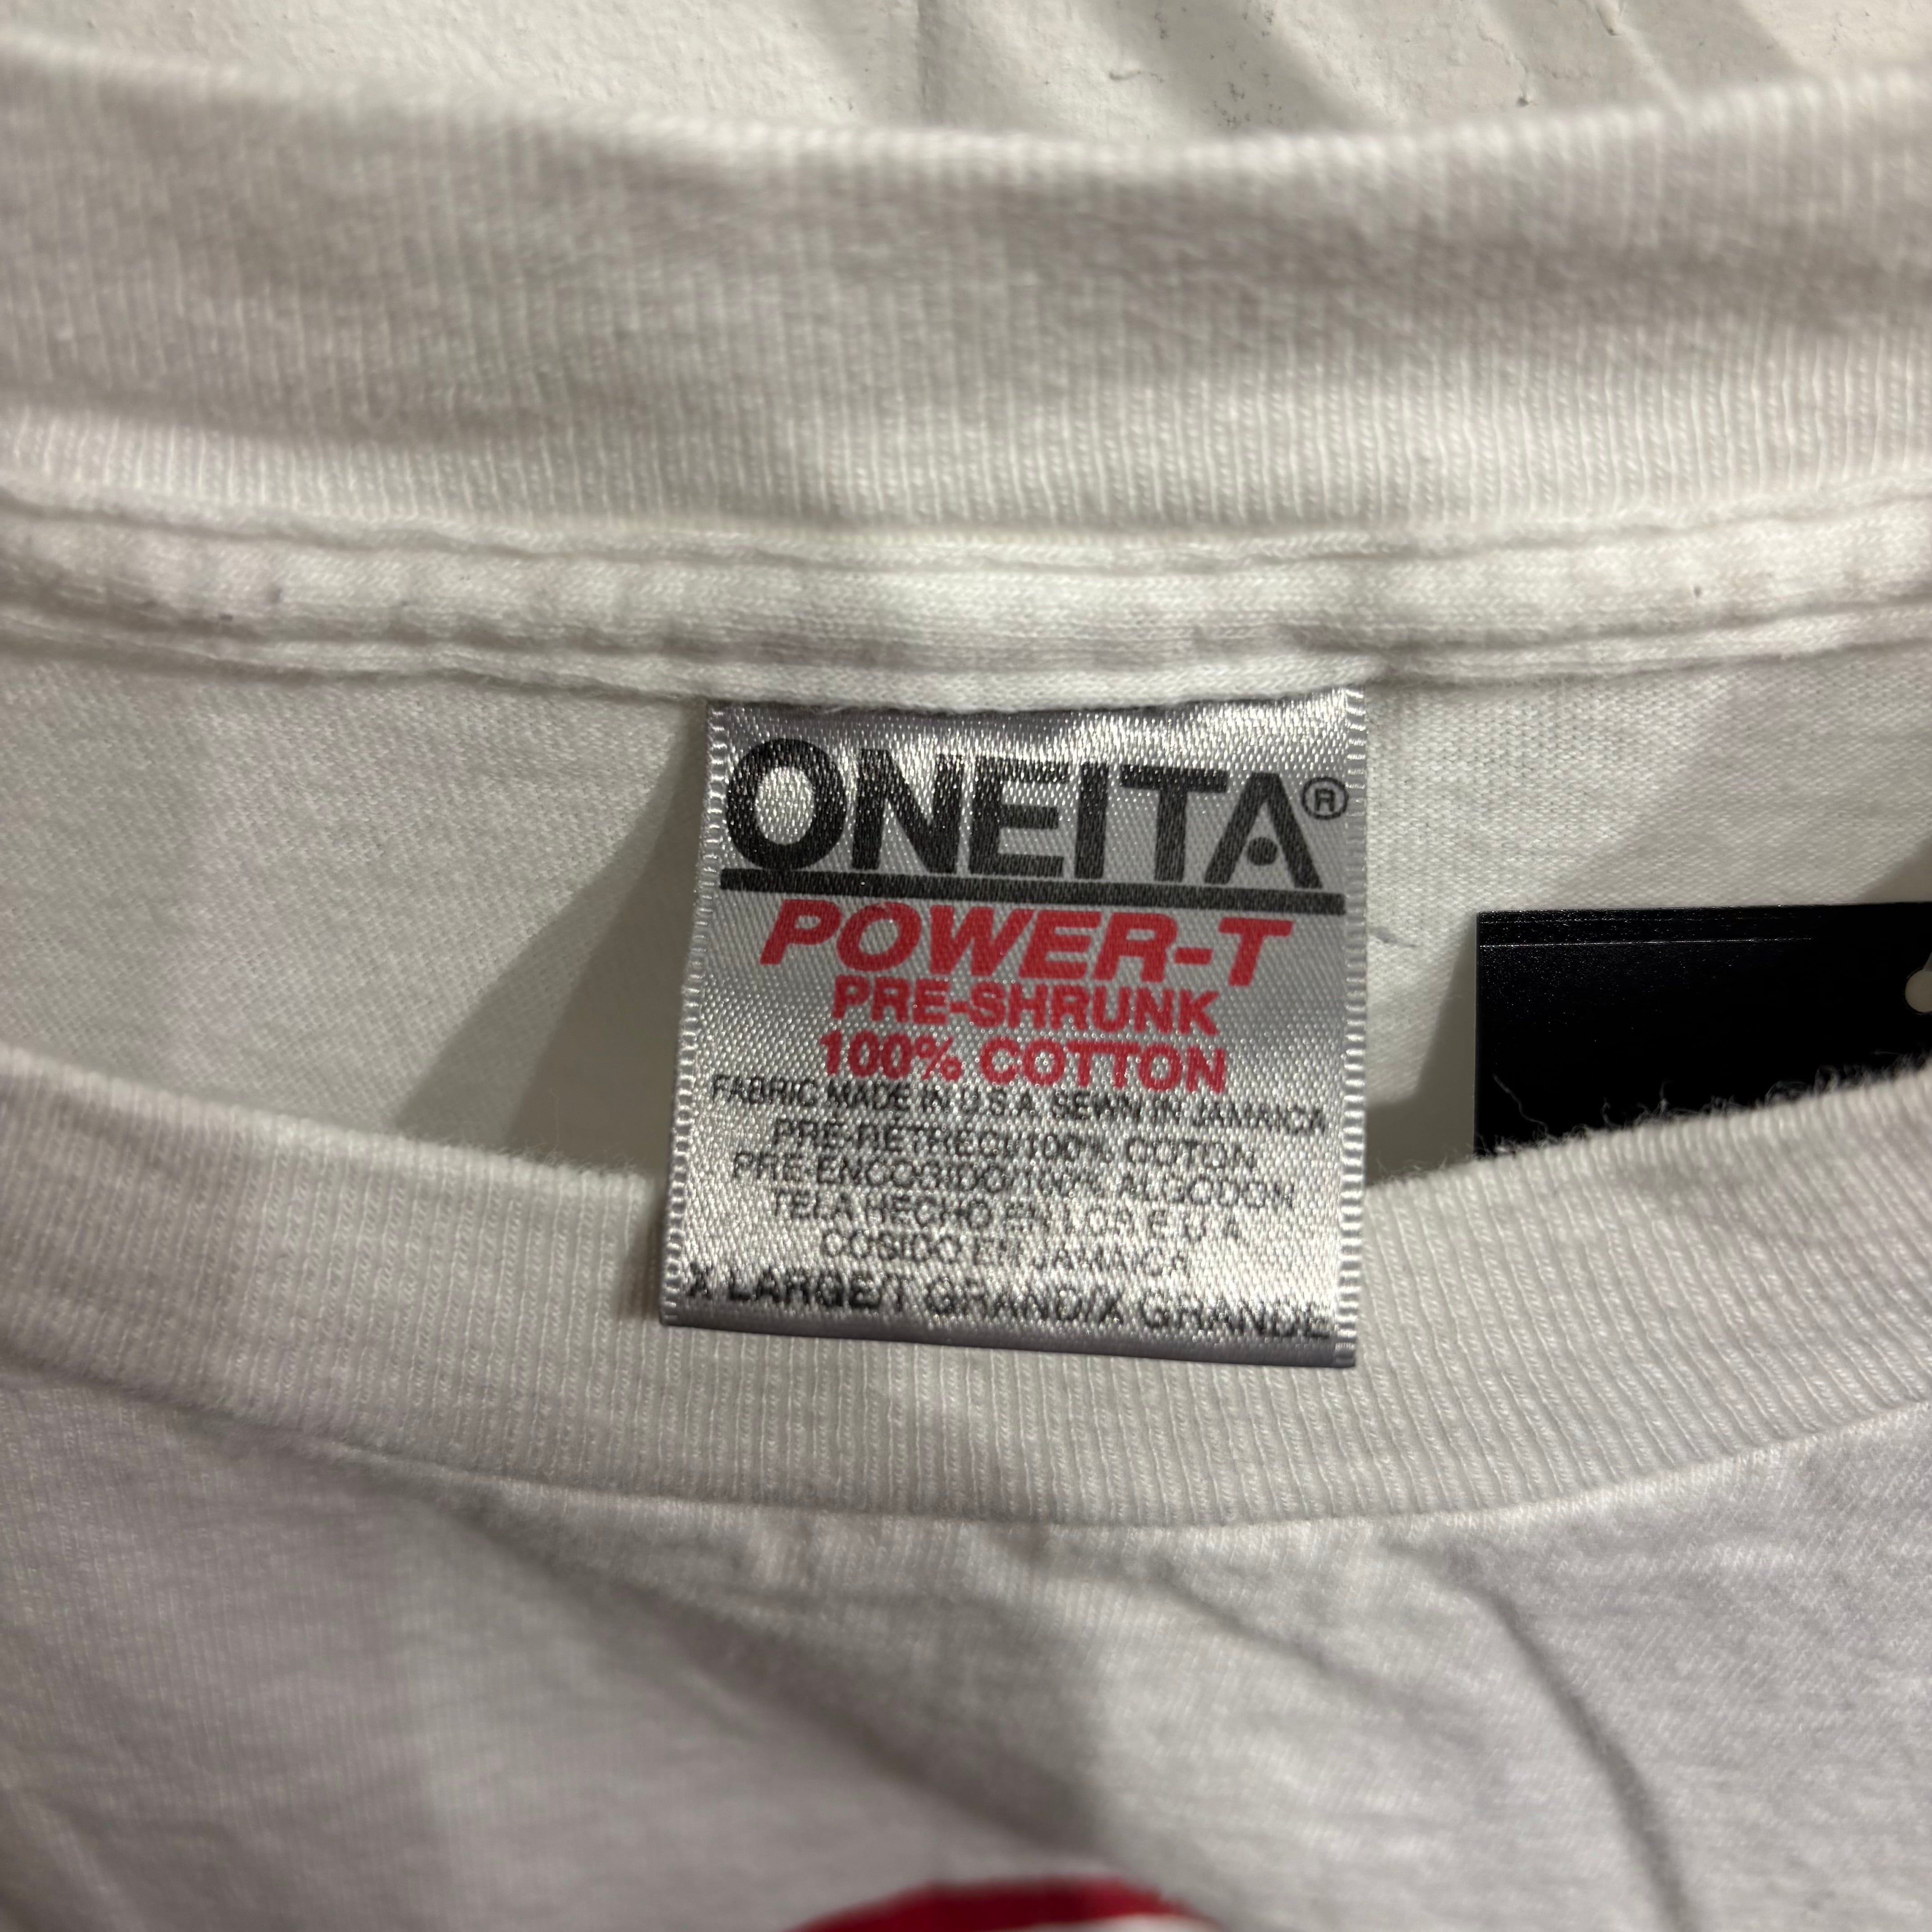 ONEITA®
POWER-T
PRE-SHRUNK
100% COTTON
FABRIC MADE IN U.S.A SEWN IN JAMAICA
PRE-RETRECI/100% COTON
PRE-ENCOGIDO/100% ALGODON
TELA HECHO EN LOS E.U.A.
COSIDO EN JAMAICA
X LARGE/T GRAND/X GRANDE